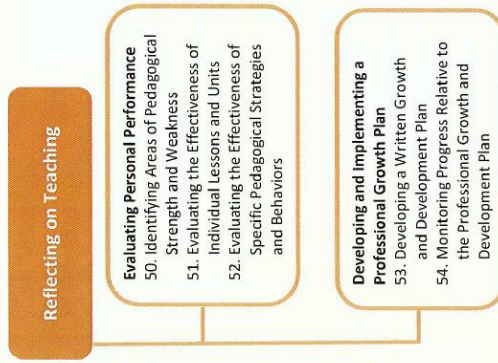 Reflecting on Teaching
Evaluating Personal Performance
50. Identifying Areas of Pedagogical
Strength and Weakness
51. Evaluating the Effectiveness of
Individual Lessons and Units
52. Evaluating the Effectiveness of
Specific Pedagogical Strategies
and Behaviors
Developing and Implementing a
Professional Growth Plan
53. Developing a Written Growth
and Development Plan
54. Monitoring Progress Relative to
the Professional Growth and
Development Plan